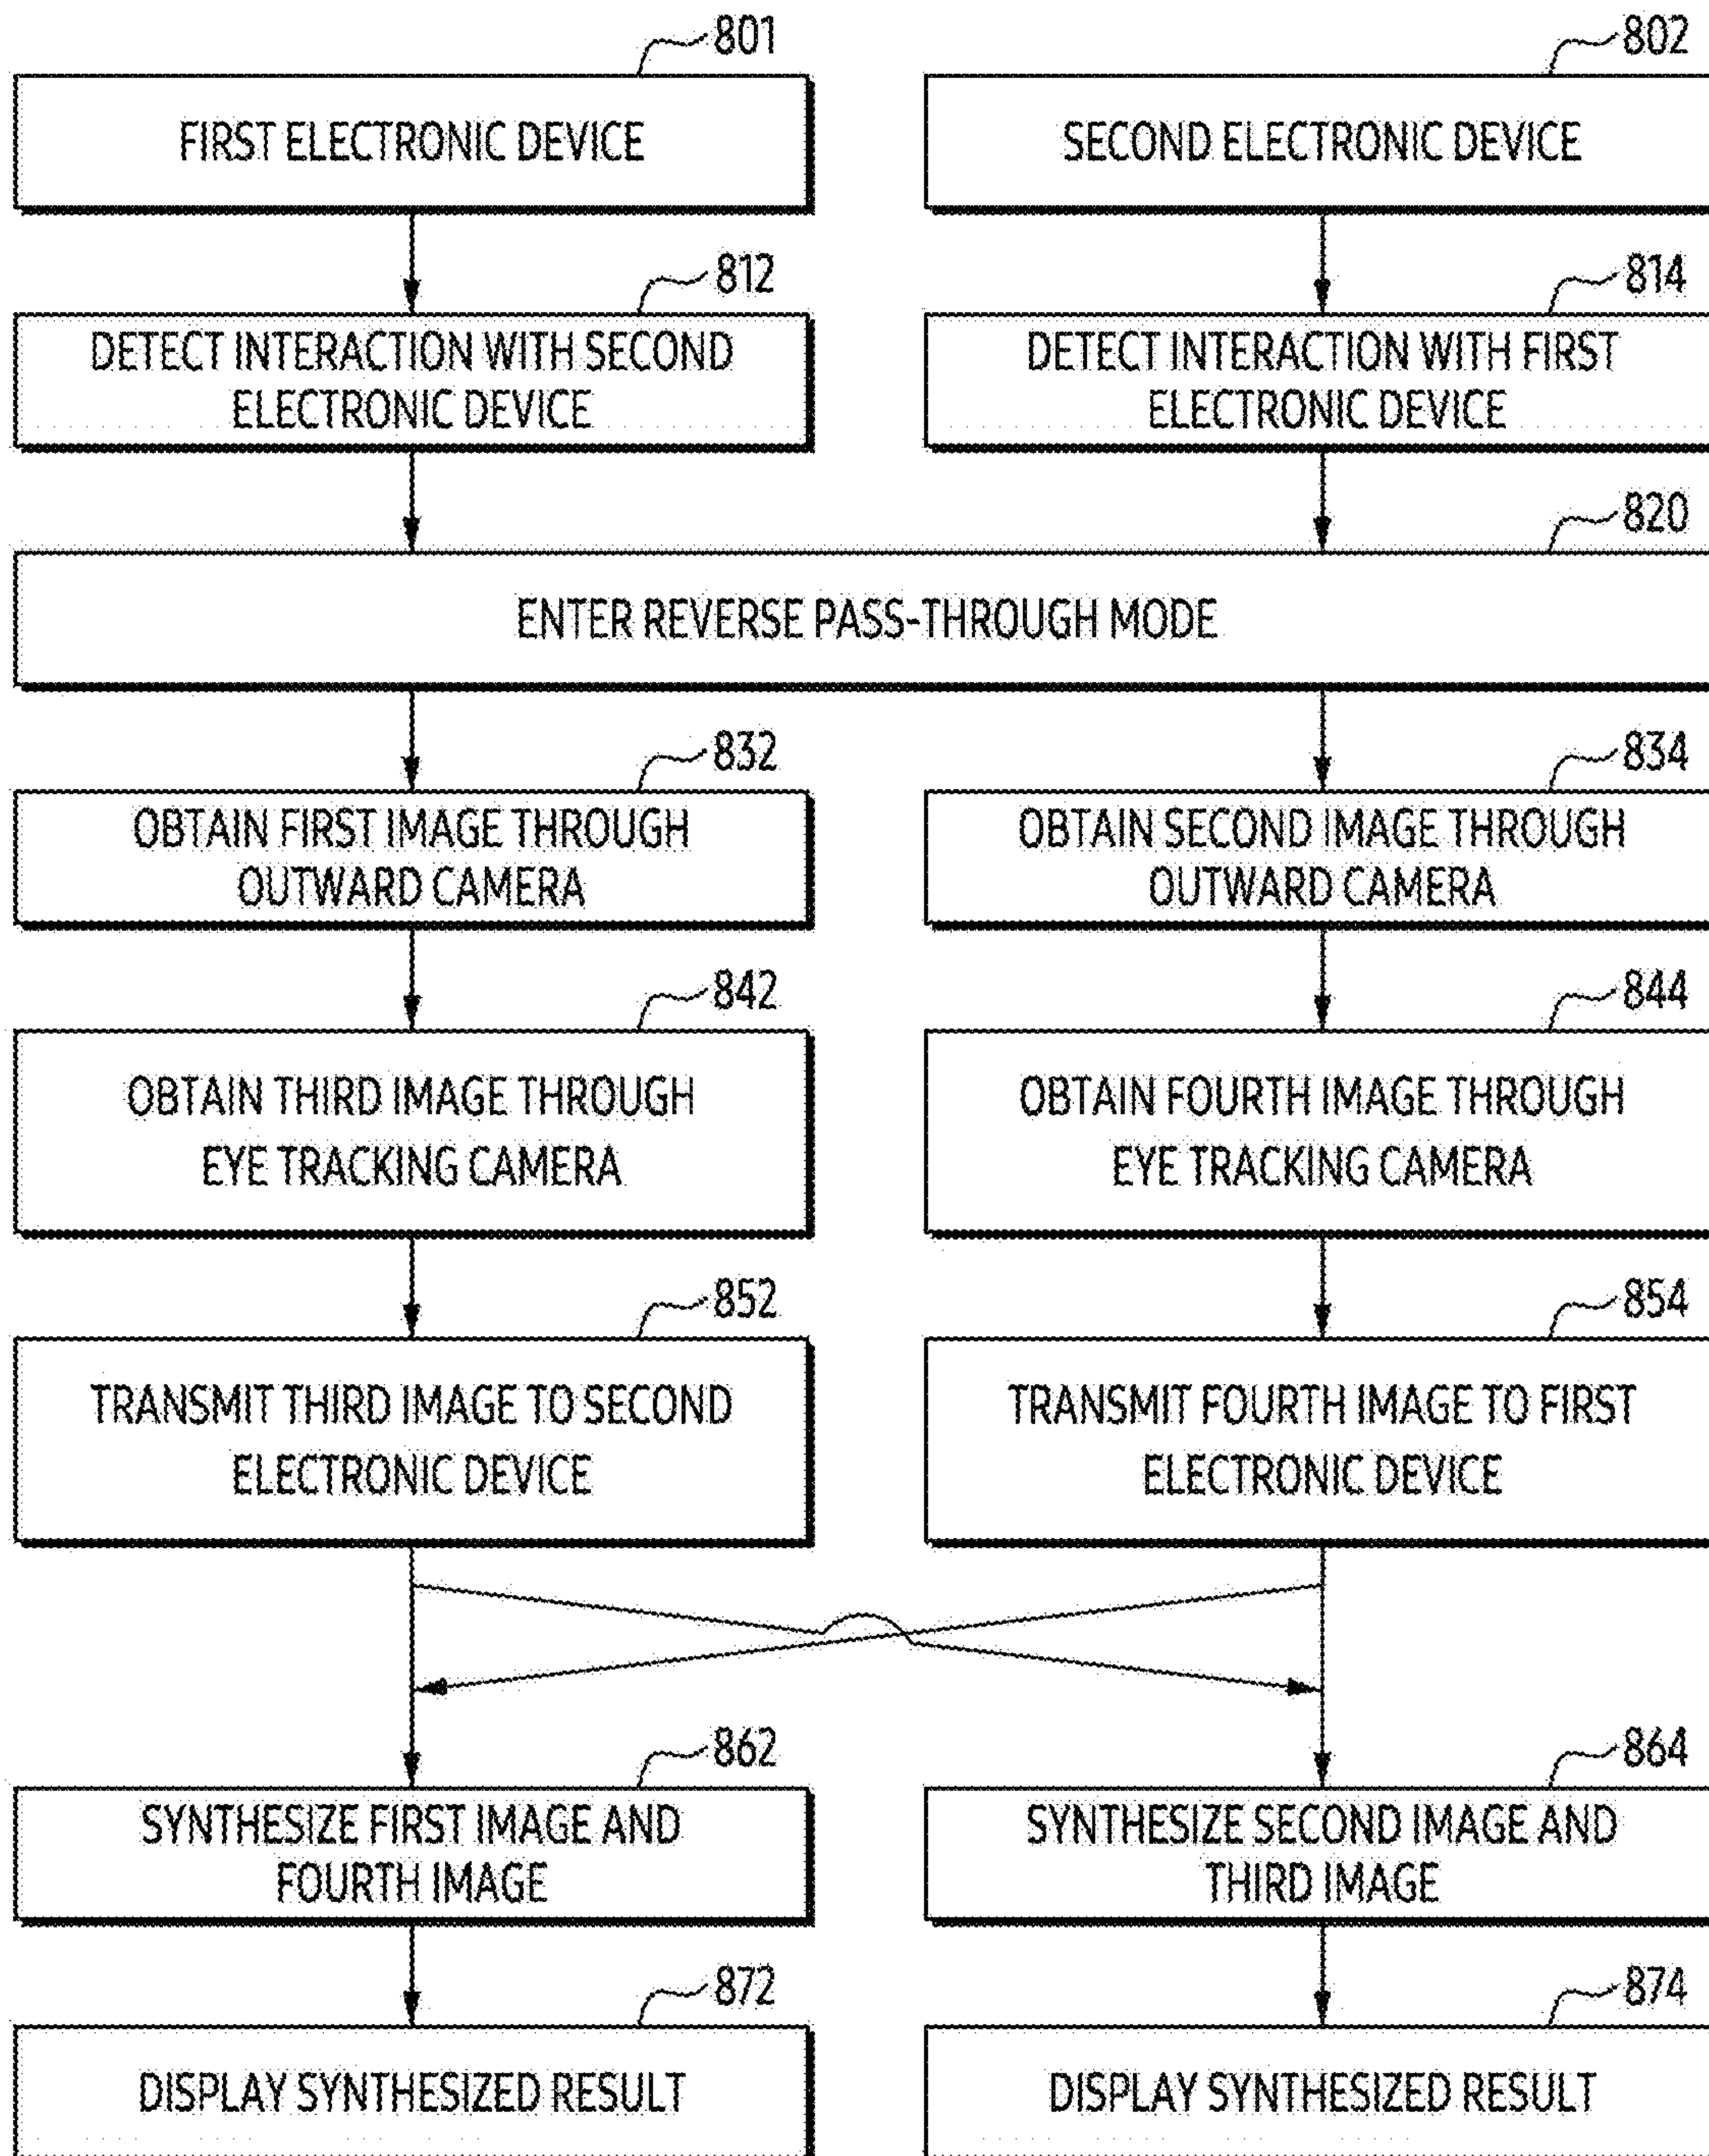 801
FIRST ELECTRONIC DEVICE
802
SECOND ELECTRONIC DEVICE
812
DETECT INTERACTION WITH SECOND
ELECTRONIC DEVICE
814
DETECT INTERACTION WITH FIRST
ELECTRONIC DEVICE
820
ENTER REVERSE PASS-THROUGH MODE
832
OBTAIN FIRST IMAGE THROUGH
OUTWARD CAMERA
834
OBTAIN SECOND IMAGE THROUGH
OUTWARD CAMERA
842
OBTAIN THIRD IMAGE THROUGH
EYE TRACKING CAMERA
844
OBTAIN FOURTH IMAGE THROUGH
EYE TRACKING CAMERA
852
TRANSMIT THIRD IMAGE TO SECOND
ELECTRONIC DEVICE
854
TRANSMIT FOURTH IMAGE TO FIRST
ELECTRONIC DEVICE
862
SYNTHESIZE FIRST IMAGE AND
FOURTH IMAGE
864
SYNTHESIZE SECOND IMAGE AND
THIRD IMAGE
872
DISPLAY SYNTHESIZED RESULT
874
DISPLAY SYNTHESIZED RESULT